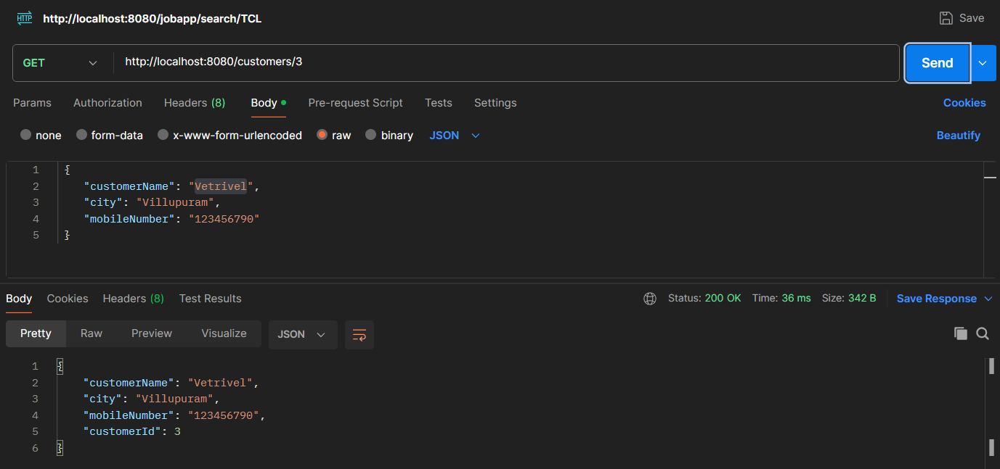 HTTP http://localhost:8080/jobapp/search/TCL Save
GET http://localhost:8080/customers/3 Send
Params Authorization Headers (8) Body Pre-request Script Tests Settings Cookies
none form-data x-www-form-urlencoded raw binary JSON Beautify
1 {
2 "customerName": "Vetrivel",
3 "city": "Villupuram",
4 "mobileNumber": "123456790"
5 }
Body Cookies Headers (8) Test Results Status: 200 OK Time: 36 ms Size: 342 B Save Response
Pretty Raw Preview Visualize JSON
1 {
2 "customerName": "Vetrivel",
3 "city": "Villupuram",
4 "mobileNumber": "123456790",
5 "customerId": 3
6 }